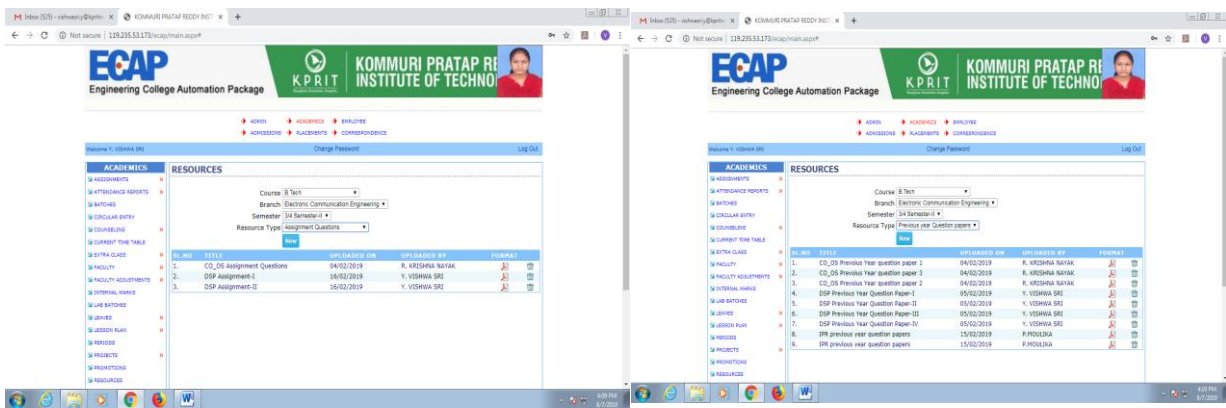 Inbox (525) - vishwasri.y@kpritec
KOMMURI PRATAP REDDY INSTI
Not secure | 119.235.53.173/ecap/main.aspx#
ECAP
Engineering College Automation Package
KPRIT
KOMMURI PRATAP RE
INSTITUTE OF TECHNO
ADMIN ACADEMICS EMPLOYEE
ADMISSIONS PLACEMENTS CORRESPONDENCE
Welcome Y. VISHWA SRI Change Password Log Out
ACADEMICS
ASSIGNMENTS
ATTENDANCE REPORTS
BATCHES
CIRCULAR ENTRY
COUNSELING
CURRENT TIME TABLE
EXTRA CLASS
FACULTY
FACULTY ADJUSTMENTS
INTERNAL MARKS
LAB BATCHES
LEAVES
LESSON PLAN
PERIODS
PROJECTS
PROMOTIONS
RESOURCES
RESOURCES
Course B.Tech
Branch Electronic Communication Engineering
Semester 3/4 Semester-II
Resource Type Assignment Questions
New
SL.NO TITLE UPLOADED ON UPLOADED BY FORMAT
1. CO_OS Assignment Questions 04/02/2019 R. KRISHNA NAYAK
2. DSP Assignment-I 16/02/2019 Y. VISHWA SRI
3. DSP Assignment-II 16/02/2019 Y. VISHWA SRI
4:09 PM
8/7/2019
Inbox (525) - vishwasri.y@kpritec
KOMMURI PRATAP REDDY INSTI
Not secure | 119.235.53.173/ecap/main.aspx#
ECAP
Engineering College Automation Package
KPRIT
KOMMURI PRATAP RE
INSTITUTE OF TECHNO
ADMIN ACADEMICS EMPLOYEE
ADMISSIONS PLACEMENTS CORRESPONDENCE
Welcome Y. VISHWA SRI Change Password Log Out
ACADEMICS
ASSIGNMENTS
ATTENDANCE REPORTS
BATCHES
CIRCULAR ENTRY
COUNSELING
CURRENT TIME TABLE
EXTRA CLASS
FACULTY
FACULTY ADJUSTMENTS
INTERNAL MARKS
LAB BATCHES
LEAVES
LESSON PLAN
PERIODS
PROJECTS
PROMOTIONS
RESOURCES
RESOURCES
Course B.Tech
Branch Electronic Communication Engineering
Semester 3/4 Semester-II
Resource Type Previous year Question papers
New
SL.NO TITLE UPLOADED ON UPLOADED BY FORMAT
1. CO_OS Prevoius Year question paper 1 04/02/2019 R. KRISHNA NAYAK
2. CO_OS Prevoius Year question paper 3 04/02/2019 R. KRISHNA NAYAK
3. CO_OS Previous Year question paper 2 04/02/2019 R. KRISHNA NAYAK
4. DSP Previous Year Question Paper-I 05/02/2019 Y. VISHWA SRI
5. DSP Previous Year Question Paper-II 05/02/2019 Y. VISHWA SRI
6. DSP Previous Year Question Paper-III 05/02/2019 Y. VISHWA SRI
7. DSP Previous Year Question Paper-IV 05/02/2019 Y. VISHWA SRI
8. IPR previous year question papers 15/02/2019 P.MOULIKA
9. IPR previous year question papers 15/02/2019 P.MOULIKA
4:10 PM
8/7/2019